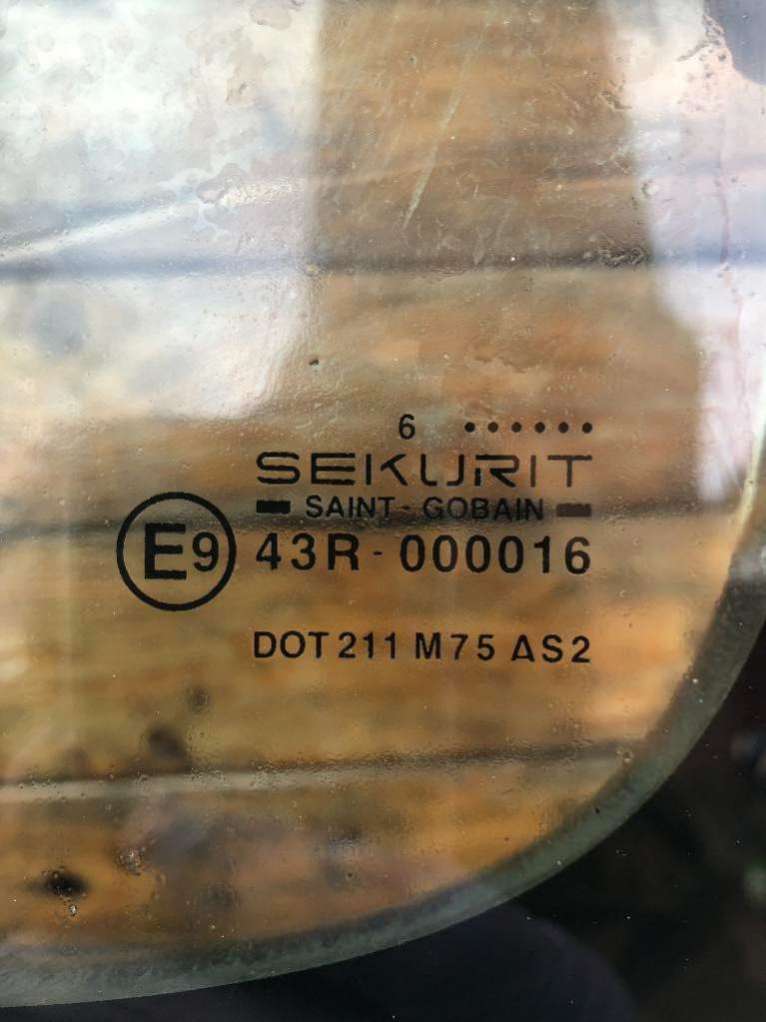 6 ••••••
SEKURIT
SAINT-GOBAIN
E9 43R-000016
DOT 211 M75 AS2